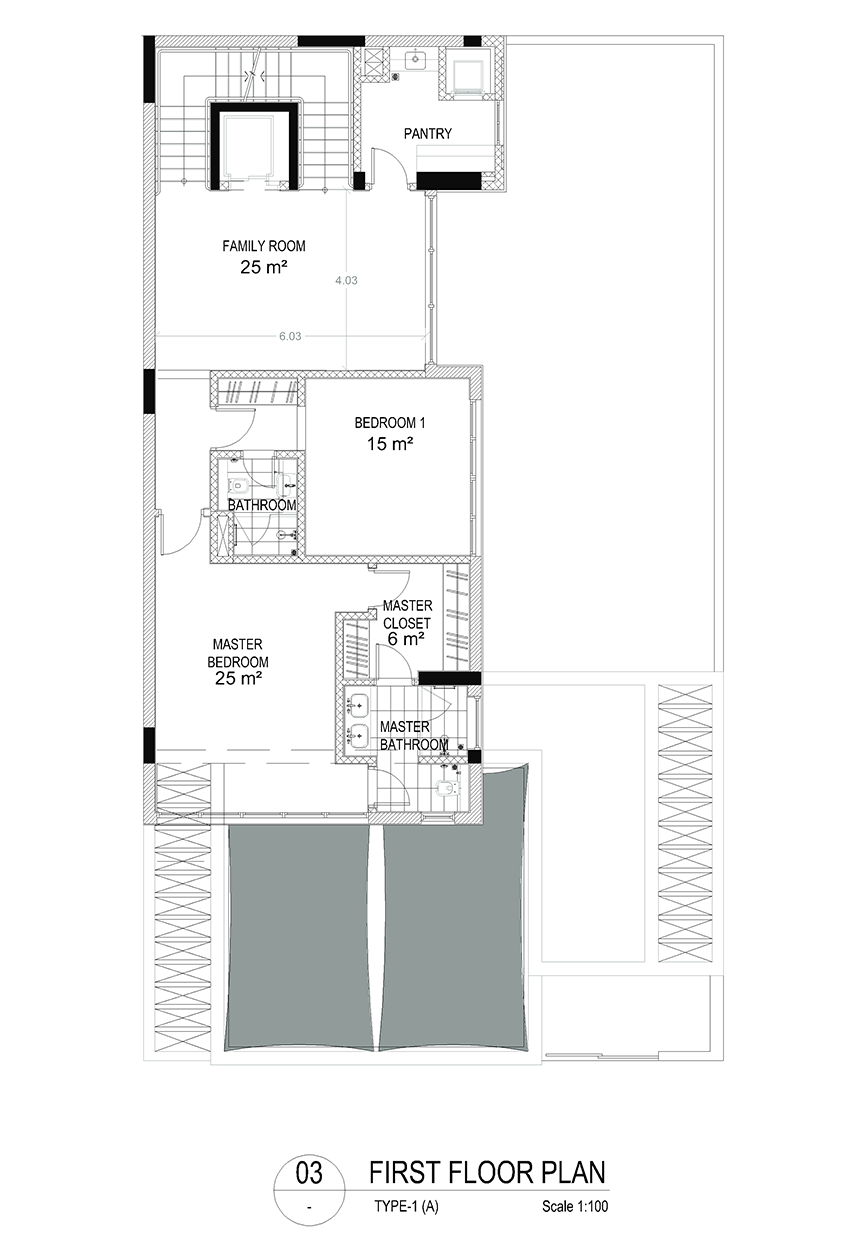 PANTRY
FAMILY ROOM
25 m²
4.03
6.03
BEDROOM 1
15 m²
BATHROOM
MASTER
CLOSET
6 m²
MASTER
BEDROOM
25 m²
MASTER
BATHROOM
03
-
FIRST FLOOR PLAN
TYPE-1 (A)
Scale 1:100